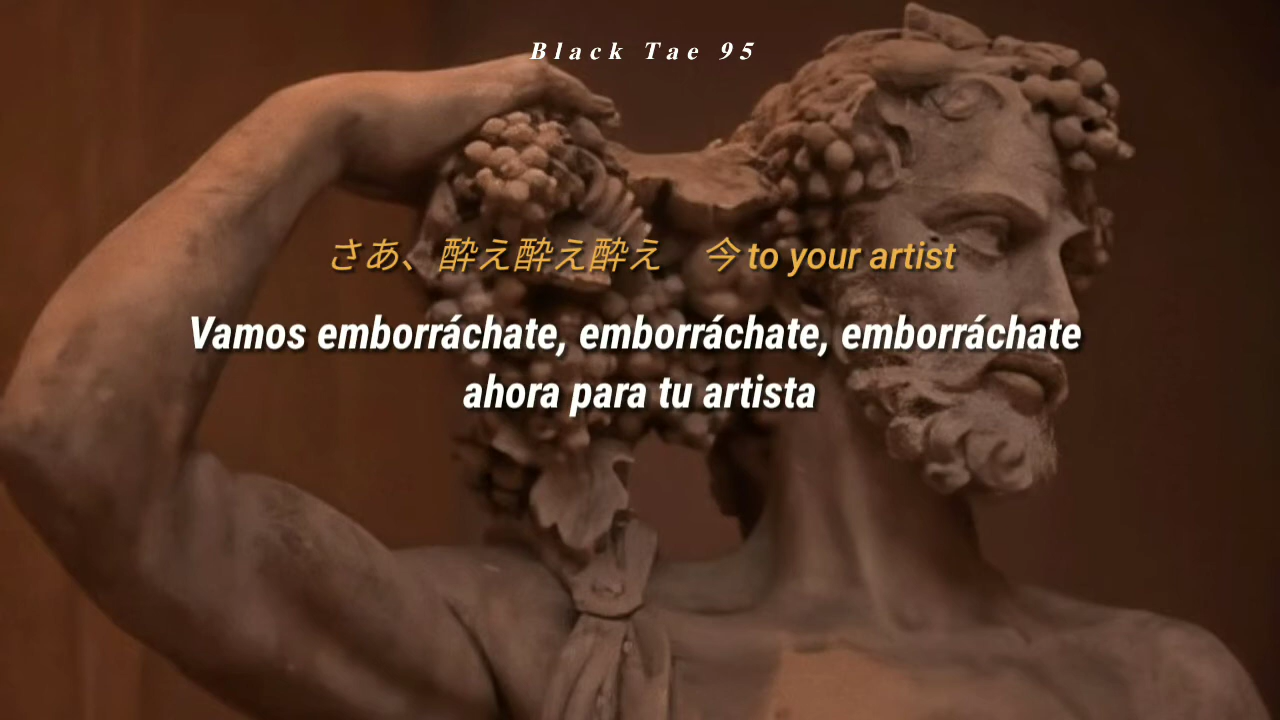 Black Tae 95
さあ、酔え酔え酔え　今 to your artist
Vamos emborráchate, emborráchate, emborráchate
ahora para tu artista